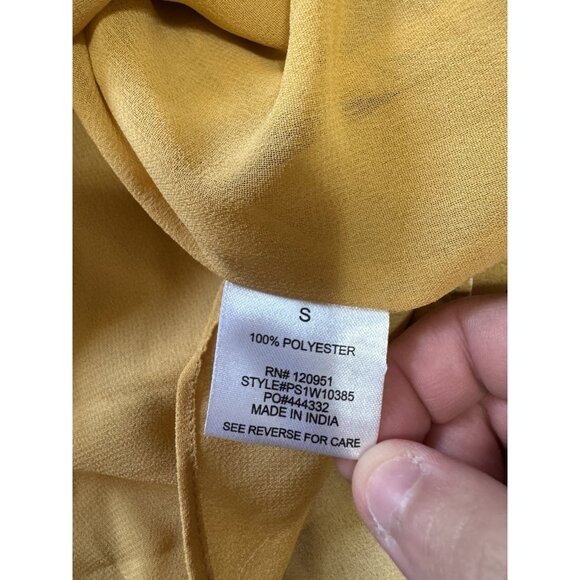 S
100% POLYESTER
RN# 120951
STYLE#PS1W10385
PO#444332
MADE IN INDIA
SEE REVERSE FOR CARE